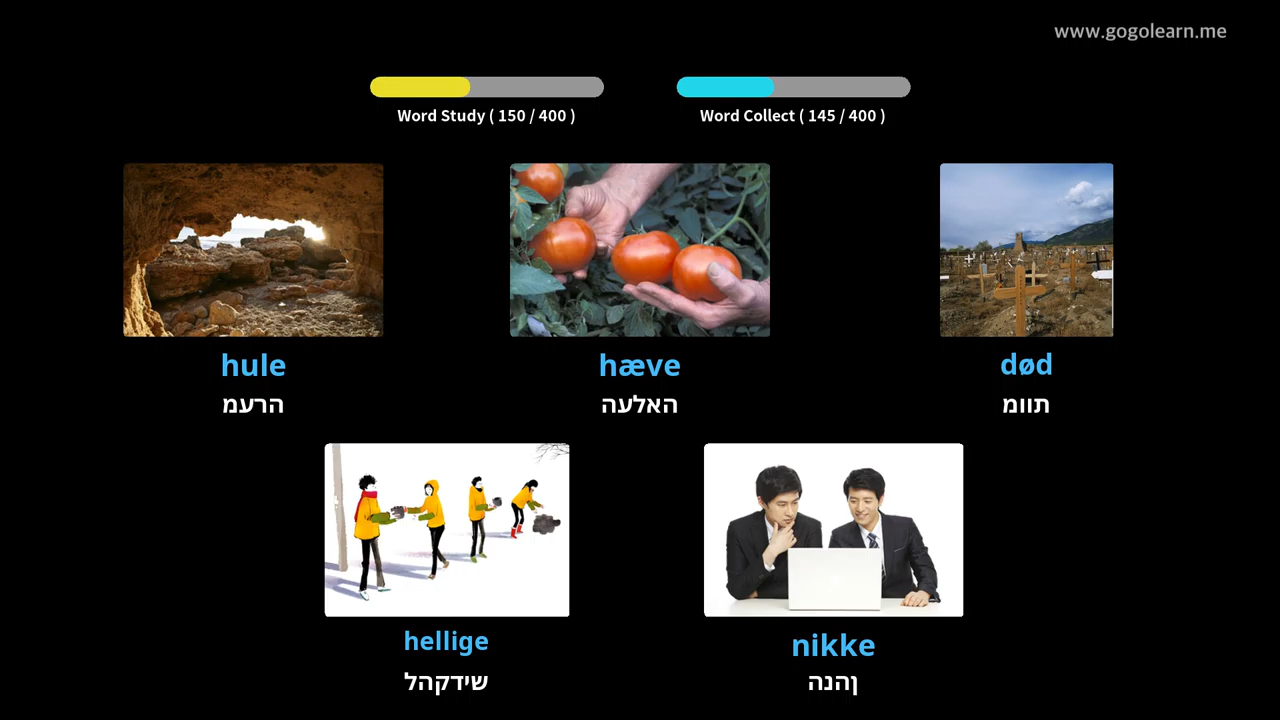 www.gogolearn.me
Word Study ( 150 / 400 )
Word Collect ( 145 / 400 )
hule
הרעמ
hæve
האלעה
død
תוומ
hellige
שידקהל
nikke
ןהנה